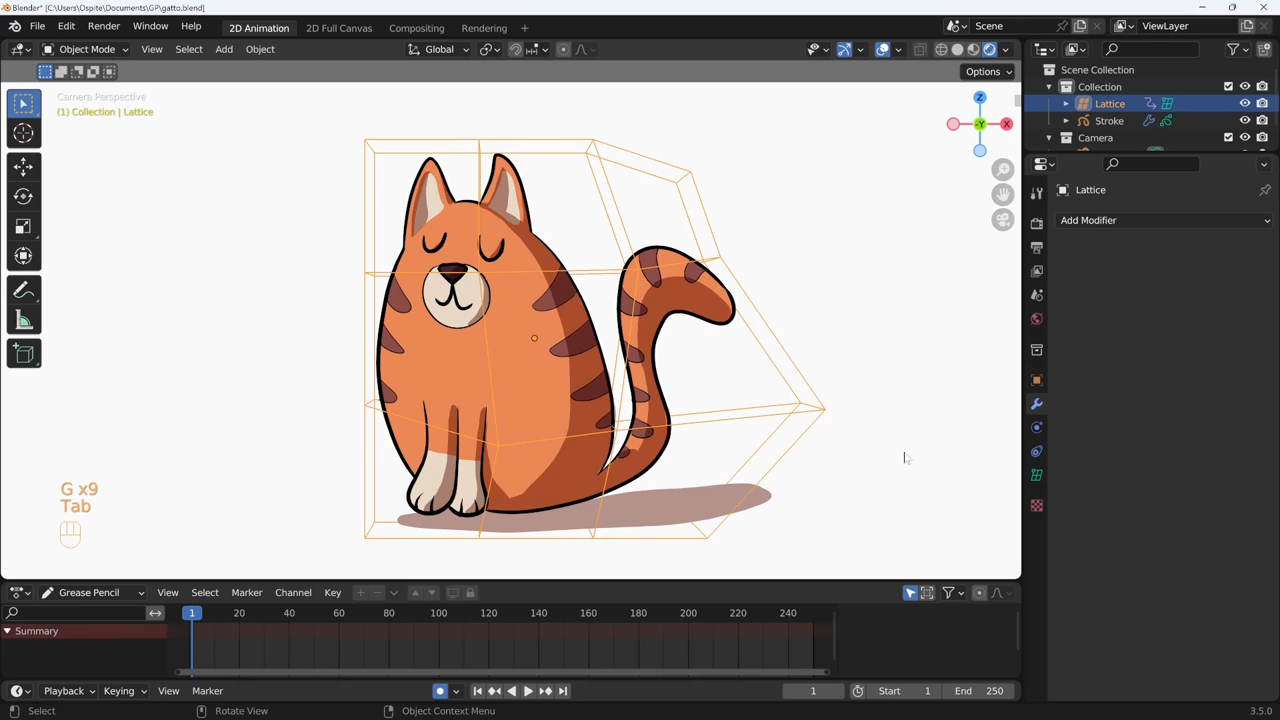 Blender* [C:\Users\Ospite\Documents\GP\gatto.blend]
File Edit Render Window Help 2D Animation 2D Full Canvas Compositing Rendering + Scene ViewLayer
Object Mode View Select Add Object Global
Options
Scene Collection
Collection
Lattice
Stroke
Camera
Camera Perspective
(1) Collection | Lattice
Z
-Y
X
Lattice
Add Modifier
G x9
Tab
Grease Pencil View Select Marker Channel Key
1 20 40 60 80 100 120 140 160 180 200 220 240
Summary
Playback Keying View Marker 1 Start 1 End 250
Select Rotate View Object Context Menu 3.5.0